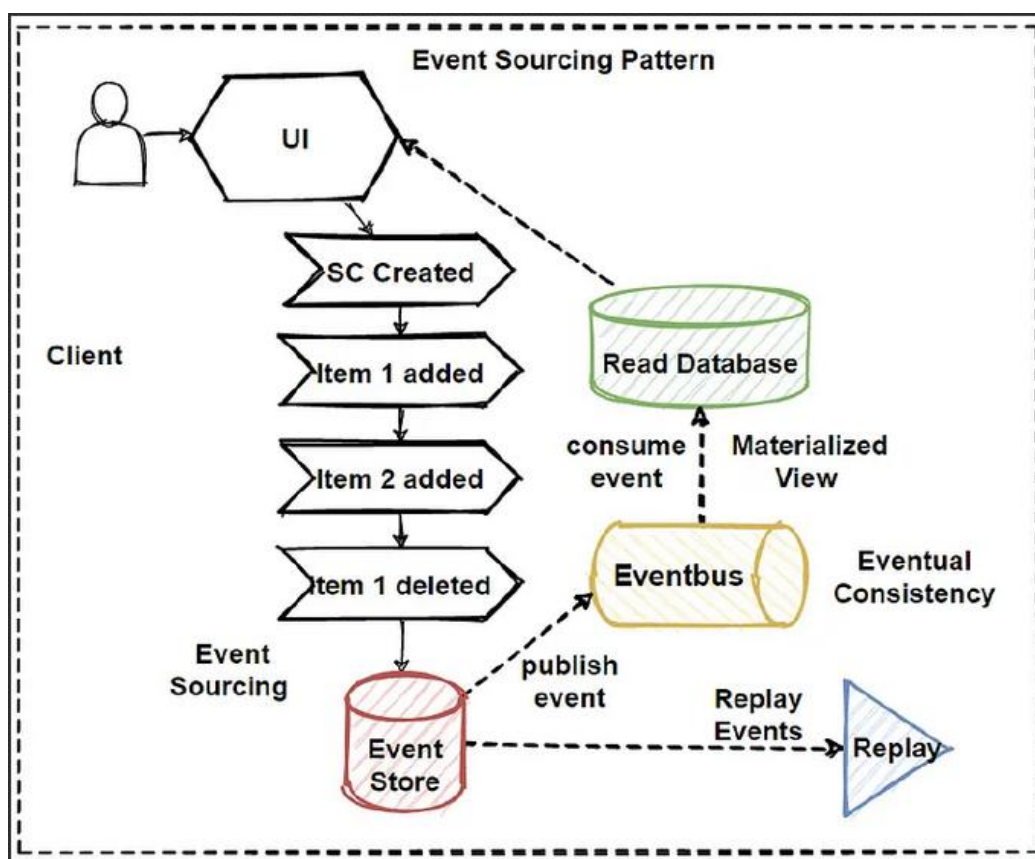 Event Sourcing Pattern
UI
SC Created
Client
Item 1 added
Read Database
Item 2 added
consume
event
Materialized
View
Item 1 deleted
Eventbus
Eventual
Consistency
Event
Sourcing
publish
event
Event
Store
Replay
Events
Replay